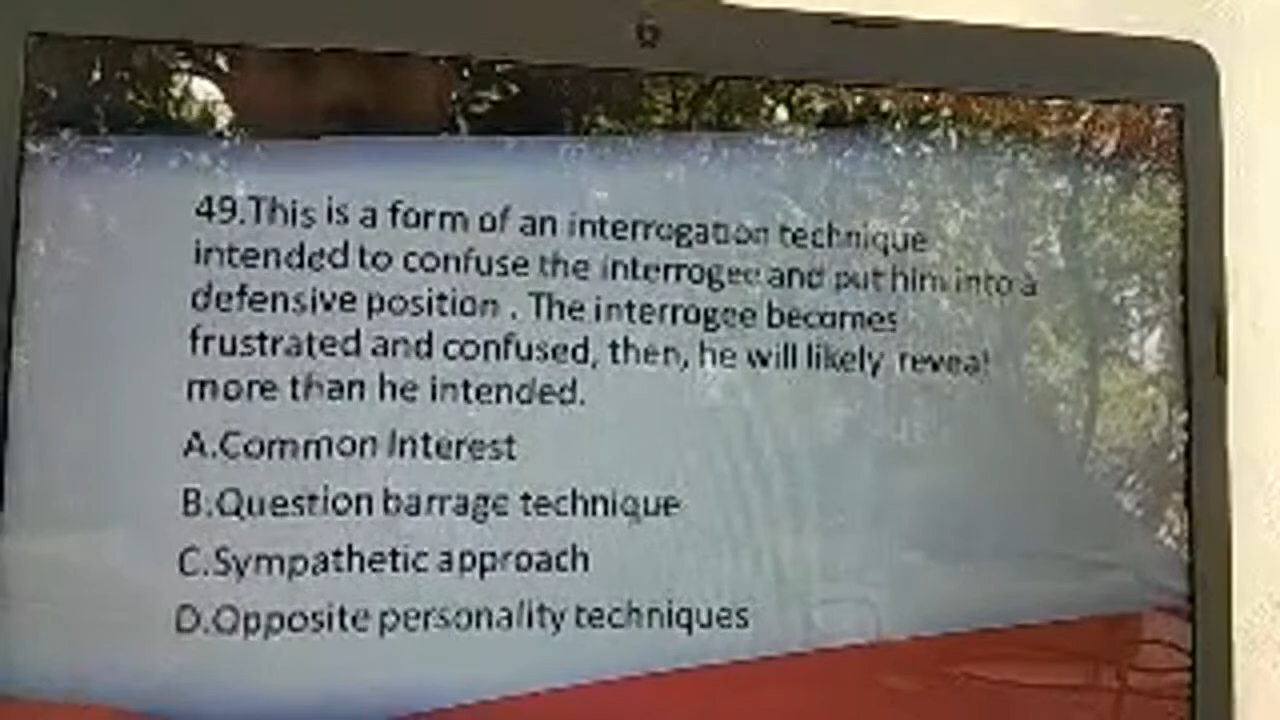 49.This is a form of an interrogation technique
intended to confuse the interrogee and put him into a
defensive position . The interrogee becomes
frustrated and confused, then, he will likely reveal
more than he intended.
A.Common Interest
B.Question barrage technique
C.Sympathetic approach
D.Opposite personality techniques